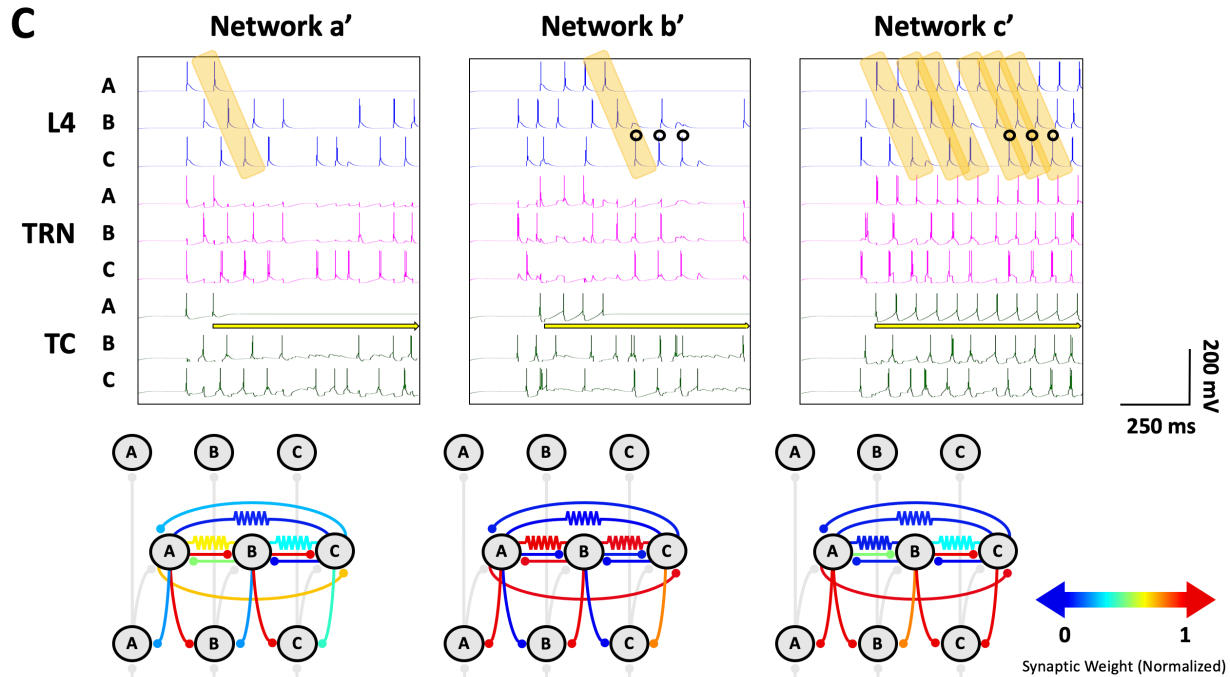 C
Network a’ Network b’ Network c’
A
L4 B
C
A
TRN B
C
A
TC B
C
200 mV
250 ms
A B C A B C A B C
A B C A B C A B C
A B C A B C A B C
0 1
Synaptic Weight (Normalized)